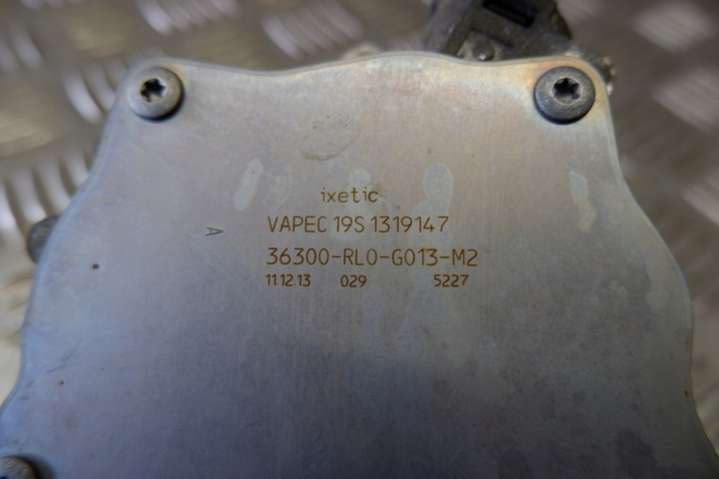 ixetic
VAPEC 19S 1319147
A
36300-RL0-G013-M2
11.12.13 029 5227